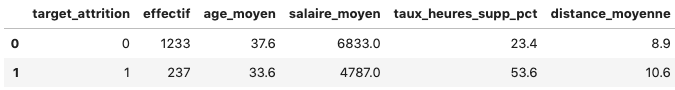 target_attrition effectif age_moyen salaire_moyen taux_heures_supp_pct distance_moyenne
0 0 1233 37.6 6833.0 23.4 8.9
1 1 237 33.6 4787.0 53.6 10.6